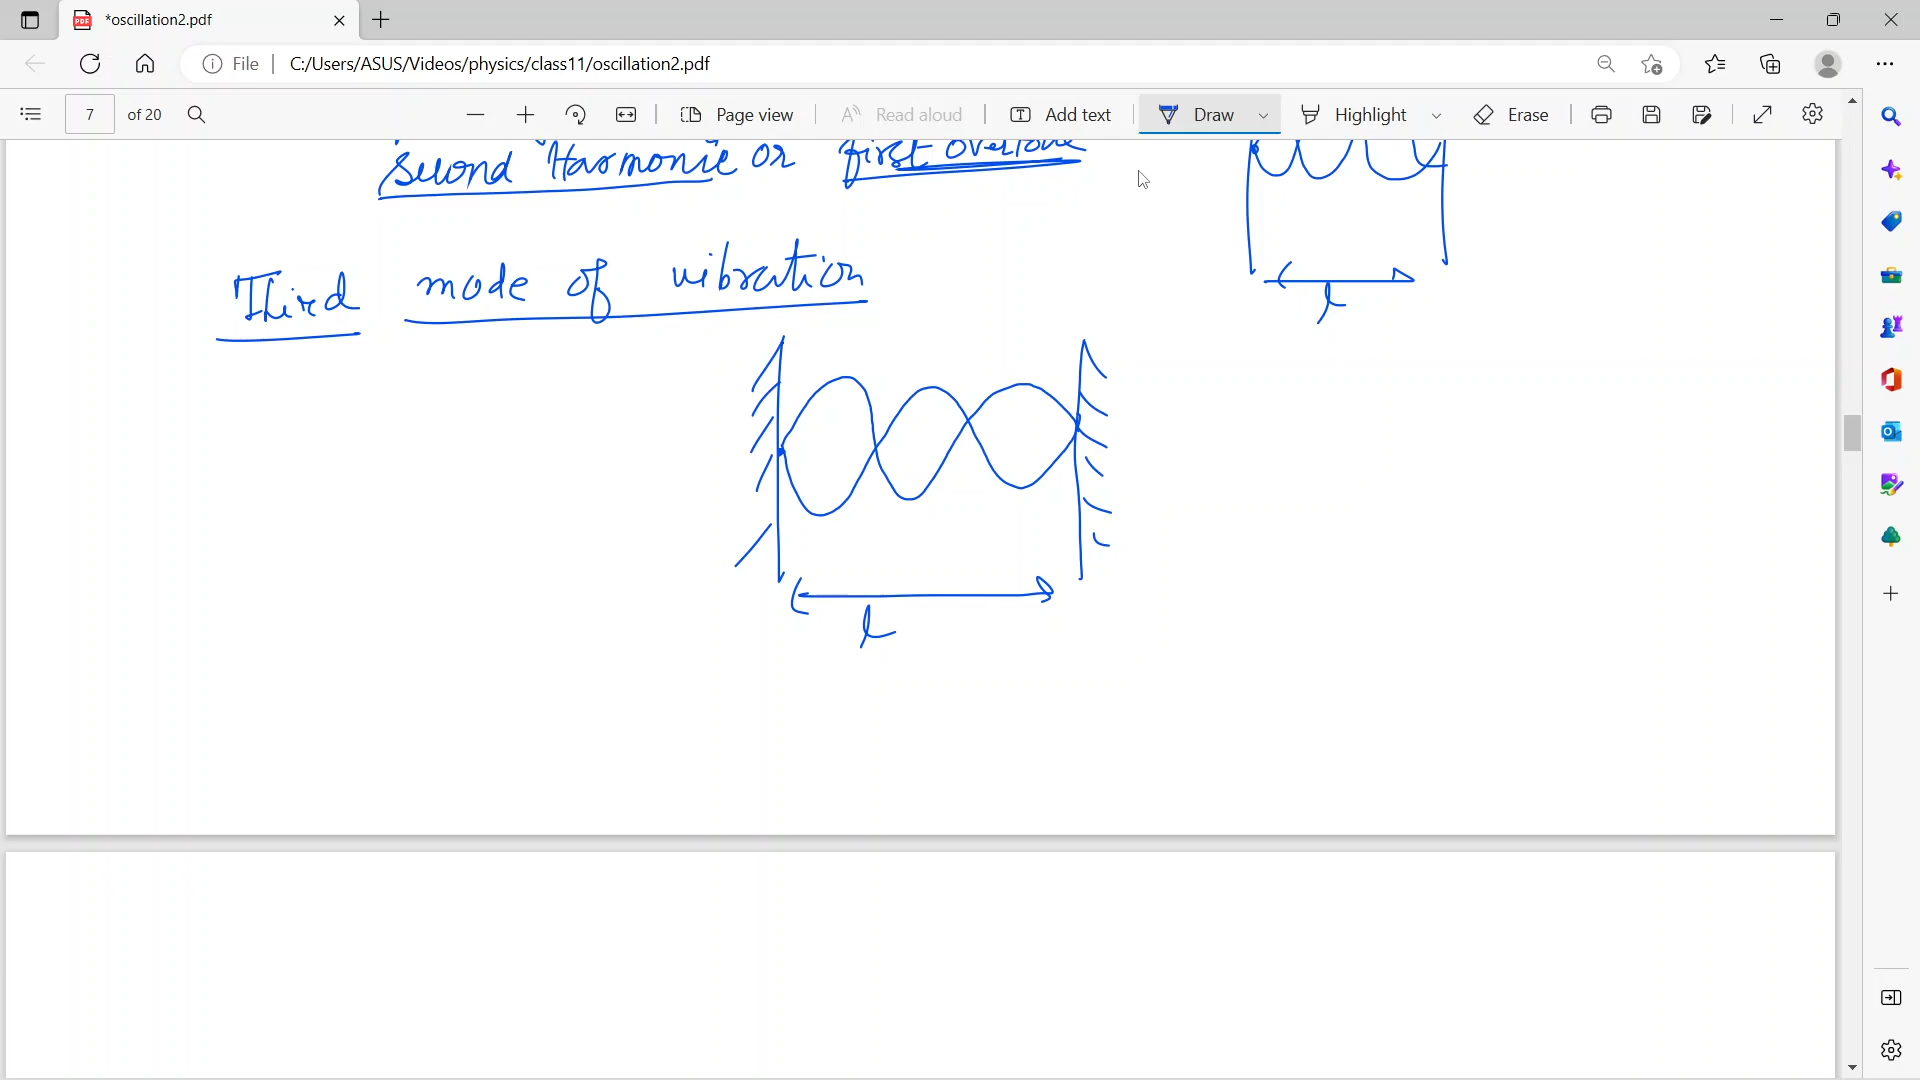 *oscillation2.pdf
File | C:/Users/ASUS/Videos/physics/class11/oscillation2.pdf
7 of 20 Page view Read aloud Add text Draw Highlight Erase
Second Harmonic or first overtone
Third mode of vibration
l
l